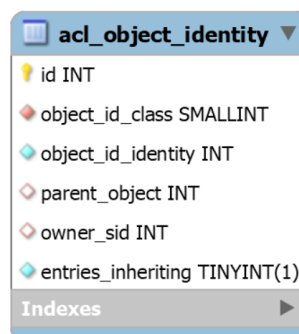 acl_object_identity
id INT
object_id_class SMALLINT
object_id_identity INT
parent_object INT
owner_sid INT
entries_inheriting TINYINT(1)
Indexes